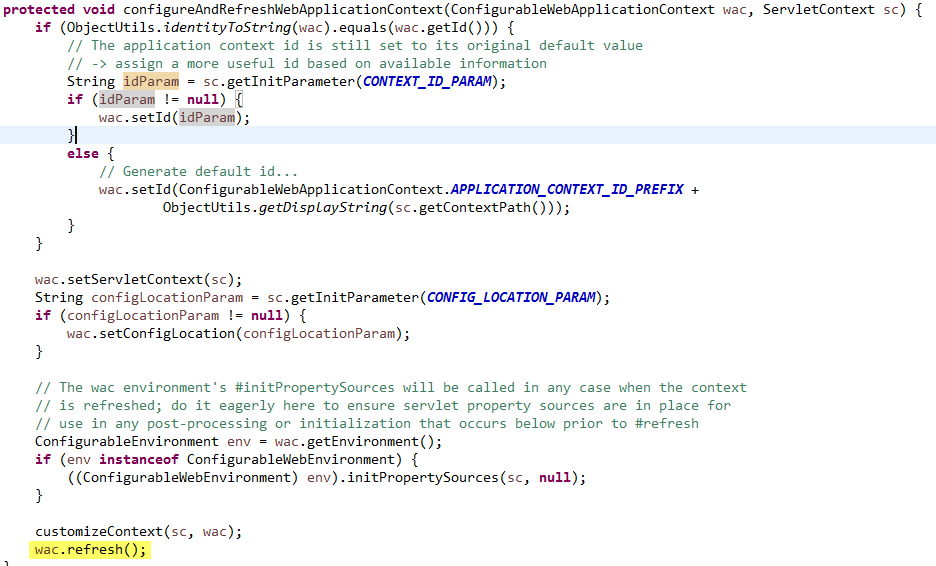 protected void configureAndRefreshWebApplicationContext(ConfigurableWebApplicationContext wac, ServletContext sc) {
    if (ObjectUtils.identityToString(wac).equals(wac.getId())) {
        // The application context id is still set to its original default value
        // -> assign a more useful id based on available information
        String idParam = sc.getInitParameter(CONTEXT_ID_PARAM);
        if (idParam != null) {
            wac.setId(idParam);
        }
        else {
            // Generate default id...
            wac.setId(ConfigurableWebApplicationContext.APPLICATION_CONTEXT_ID_PREFIX +
                    ObjectUtils.getDisplayString(sc.getContextPath()));
        }
    }

    wac.setServletContext(sc);
    String configLocationParam = sc.getInitParameter(CONFIG_LOCATION_PARAM);
    if (configLocationParam != null) {
        wac.setConfigLocation(configLocationParam);
    }

    // The wac environment's #initPropertySources will be called in any case when the context
    // is refreshed; do it eagerly here to ensure servlet property sources are in place for
    // use in any post-processing or initialization that occurs below prior to #refresh
    ConfigurableEnvironment env = wac.getEnvironment();
    if (env instanceof ConfigurableWebEnvironment) {
        ((ConfigurableWebEnvironment) env).initPropertySources(sc, null);
    }

    customizeContext(sc, wac);
    wac.refresh();